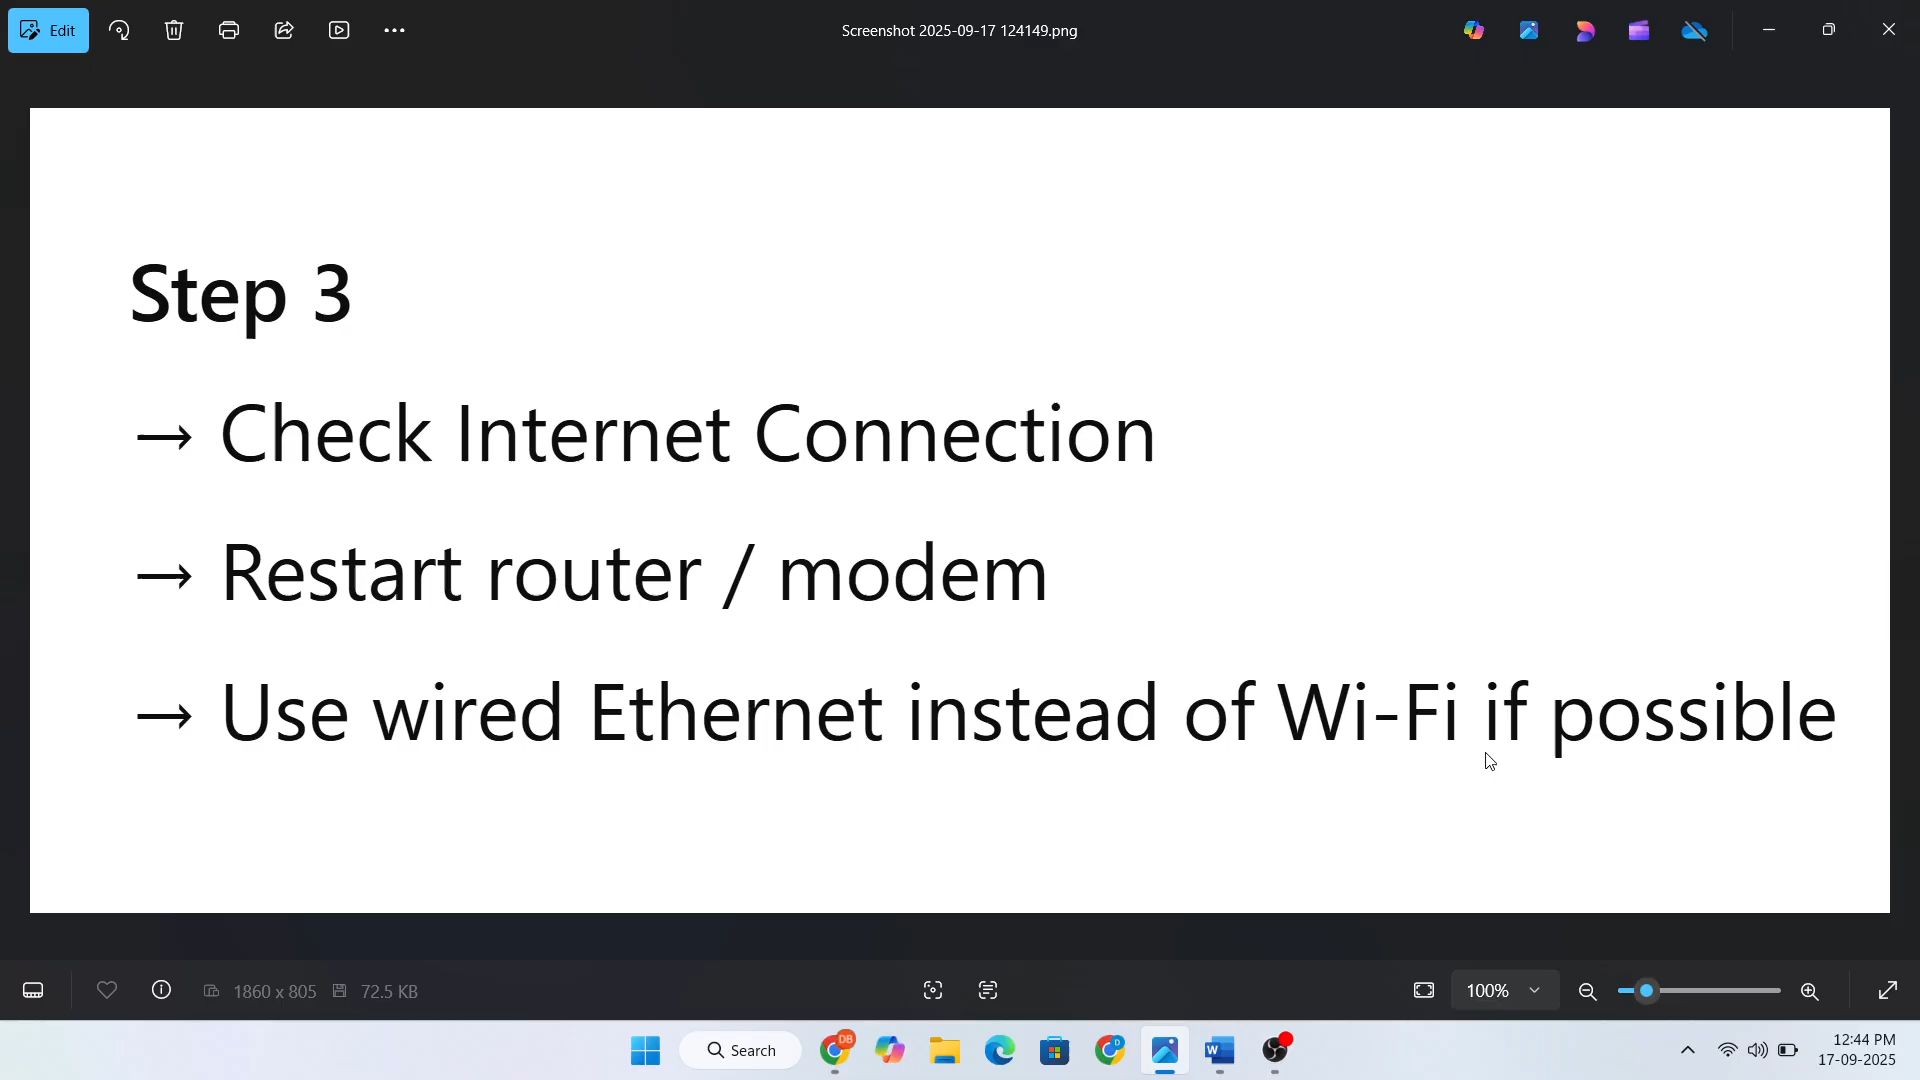 Edit
Screenshot 2025-09-17 124149.png
Step 3
→ Check Internet Connection
→ Restart router / modem
→ Use wired Ethernet instead of Wi-Fi if possible
1860 x 805
72.5 KB
100%
Search
DB
D
W
12:44 PM
17-09-2025